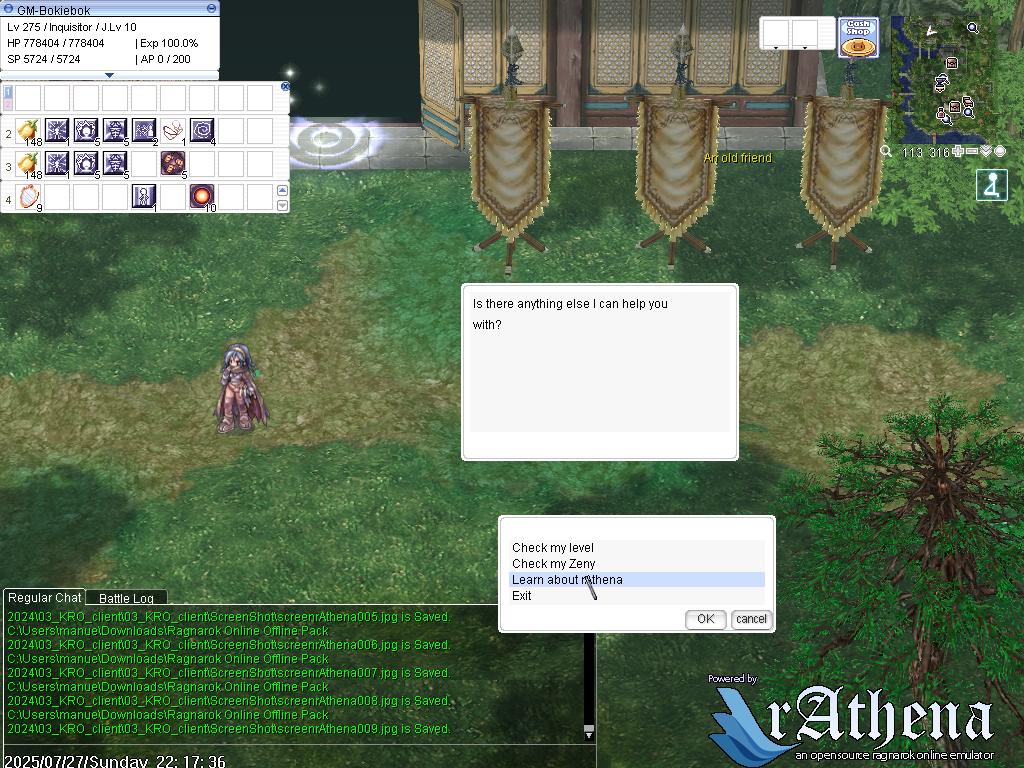 GM-Bokiebok
Lv 275 / Inquisitor / J.Lv 10
HP 778404 / 778404 | Exp 100.0%
SP 5724 / 5724 | AP 0 / 200
1
2
2 148 1 5 5 2 1 4
3 148 1 5 5 5
4 9 1 10
Cash Shop
113 316
An old friend
Is there anything else I can help you
with?
Check my level
Check my Zeny
Learn about rAthena
Exit
OK cancel
Regular Chat Battle Log
2024\03_KRO_client\03_KRO_client\ScreenShot\screenrAthena005.jpg is Saved.
C:\Users\manue\Downloads\Ragnarok Online Offline Pack
2024\03_KRO_client\03_KRO_client\ScreenShot\screenrAthena006.jpg is Saved.
C:\Users\manue\Downloads\Ragnarok Online Offline Pack
2024\03_KRO_client\03_KRO_client\ScreenShot\screenrAthena007.jpg is Saved.
C:\Users\manue\Downloads\Ragnarok Online Offline Pack
2024\03_KRO_client\03_KRO_client\ScreenShot\screenrAthena008.jpg is Saved.
C:\Users\manue\Downloads\Ragnarok Online Offline Pack
2024\03_KRO_client\03_KRO_client\ScreenShot\screenrAthena009.jpg is Saved.
2025/07/27/Sunday 22: 17: 36
Powered by
rAthena
an opensource ragnarok online emulator